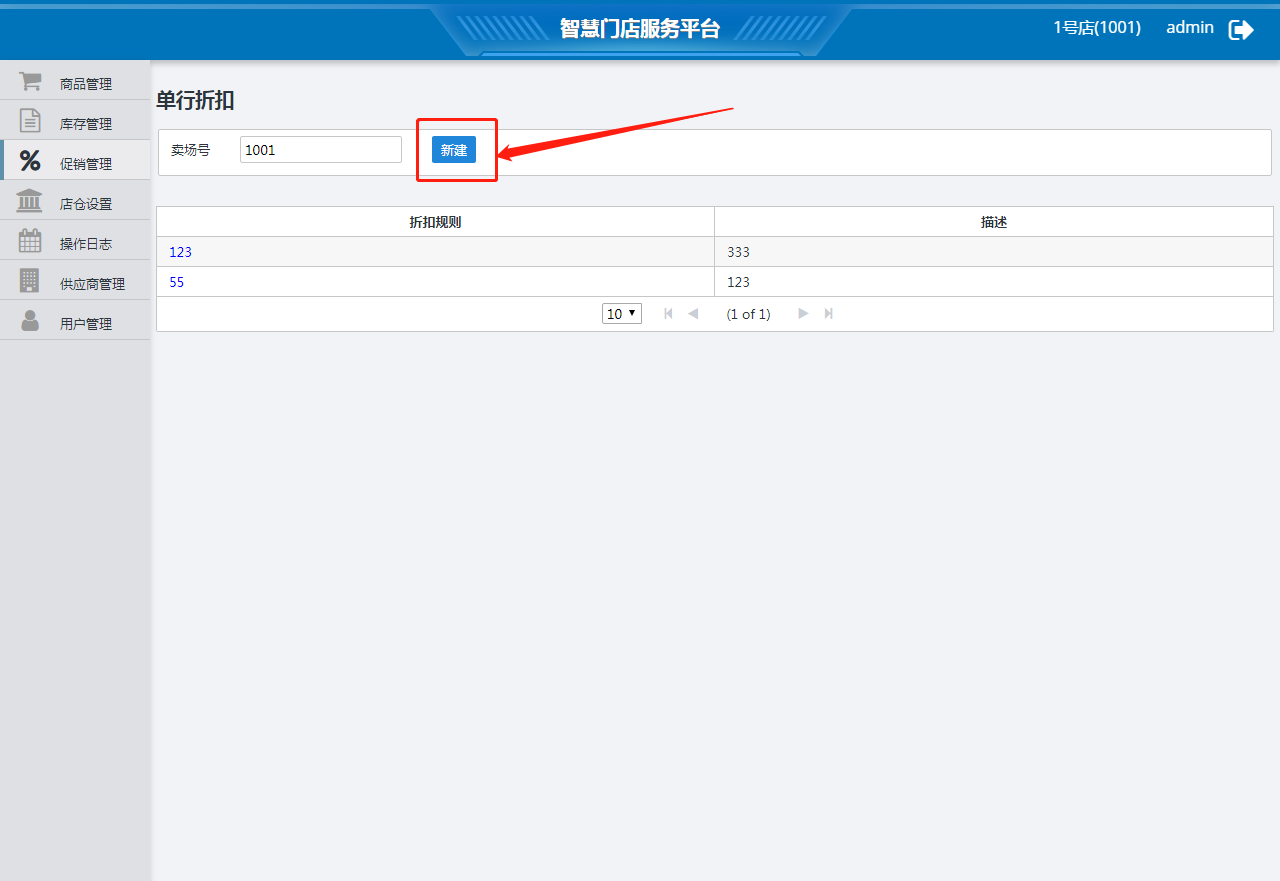 智慧门店服务平台
1号店(1001) admin
商品管理
库存管理
促销管理
店仓设置
操作日志
供应商管理
用户管理
单行折扣
卖场号 1001 新建
折扣规则 描述
123 333
55 123
10 (1 of 1)